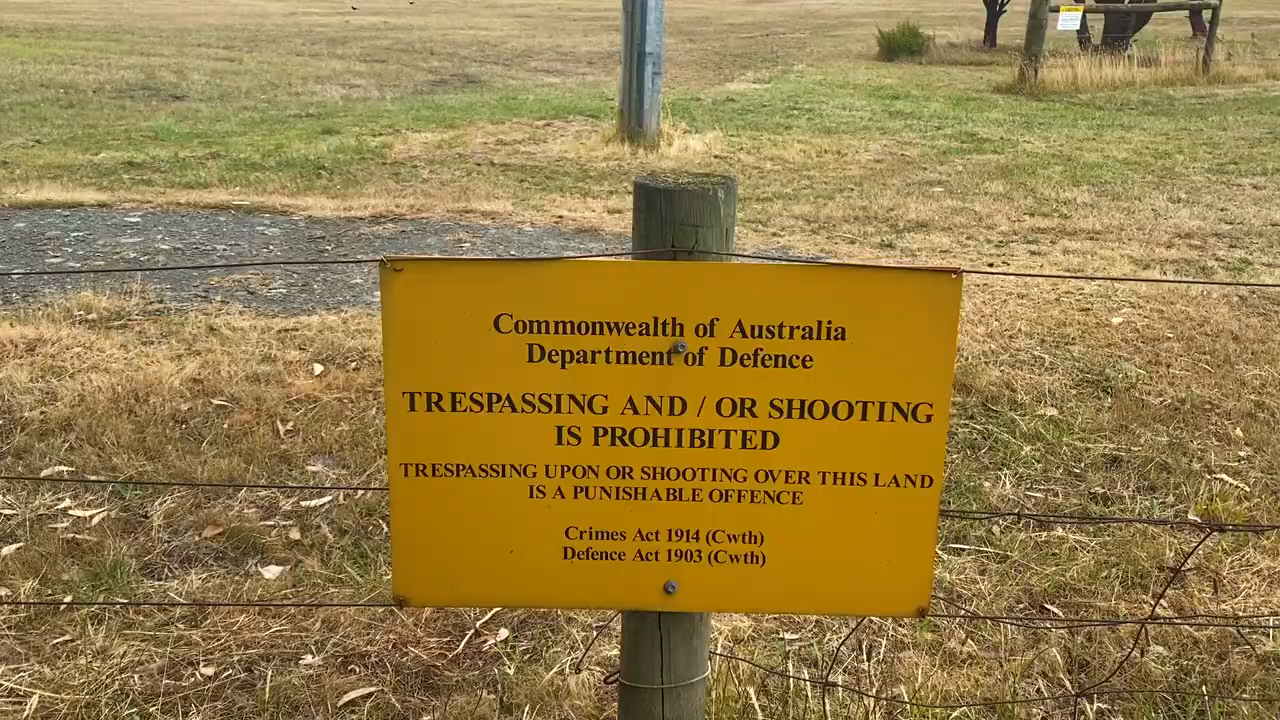 Commonwealth of Australia
Department of Defence
TRESPASSING AND / OR SHOOTING
IS PROHIBITED
TRESPASSING UPON OR SHOOTING OVER THIS LAND
IS A PUNISHABLE OFFENCE
Crimes Act 1914 (Cwth)
Defence Act 1903 (Cwth)